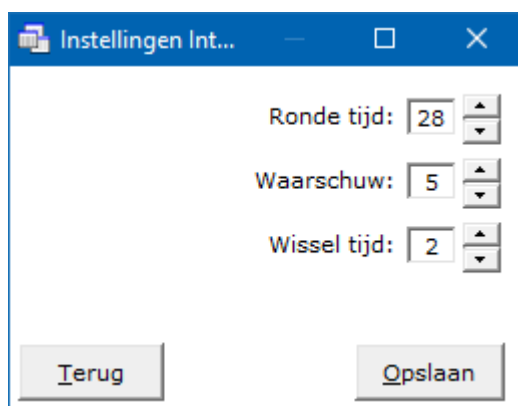 Instellingen Int...
Ronde tijd: 28
Waarschuw: 5
Wissel tijd: 2
Terug Opslaan